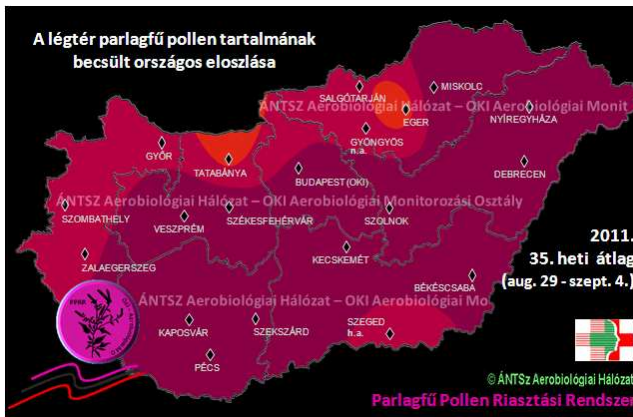 A légtér parlagfű pollen tartalmának
becsült országos eloszlása
MISKOLC
SALGÓTARJÁN
ÁNTSZ Aerobiológiai Hálózat – OKI Aerobiológiai Monit
EGER
NYÍREGYHÁZA
GYÖNGYÖS
n.a.
GYŐR
TATABÁNYA
BUDAPEST (OKI)
DEBRECEN
ÁNTSZ Aerobiológiai Hálózat – OKI Aerobiológiai Monitorozási Osztály
SZOMBATHELY
VESZPRÉM
SZÉKESFEHÉRVÁR
SZOLNOK
2011.
35. heti átlag
(aug. 29 - szept. 4.)
ZALAEGERSZEG
KECSKEMÉT
BÉKÉSCSABA
ÁNTSZ Aerobiológiai Hálózat – OKI Aerobiológiai Mo
KAPOSVÁR
SZEKSZÁRD
SZEGED
h.a.
PÉCS
© ÁNTSz Aerobiológiai Hálózat
Parlagfű Pollen Riasztási Rendszer